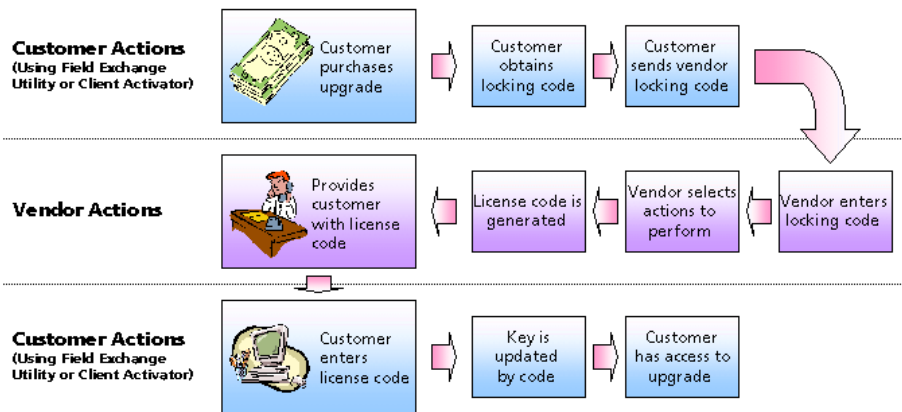 Customer Actions
(Using Field Exchange
Utility or Client Activator)
Customer
purchases
upgrade
Customer
obtains
locking code
Customer
sends vendor
locking code
Vendor Actions
Provides
customer
with license
code
License code is
generated
Vendor selects
actions to
perform
Vendor enters
locking code
Customer Actions
(Using Field Exchange
Utility or Client Activator)
Customer
enters
license code
Key is
updated
by code
Customer
has access to
upgrade